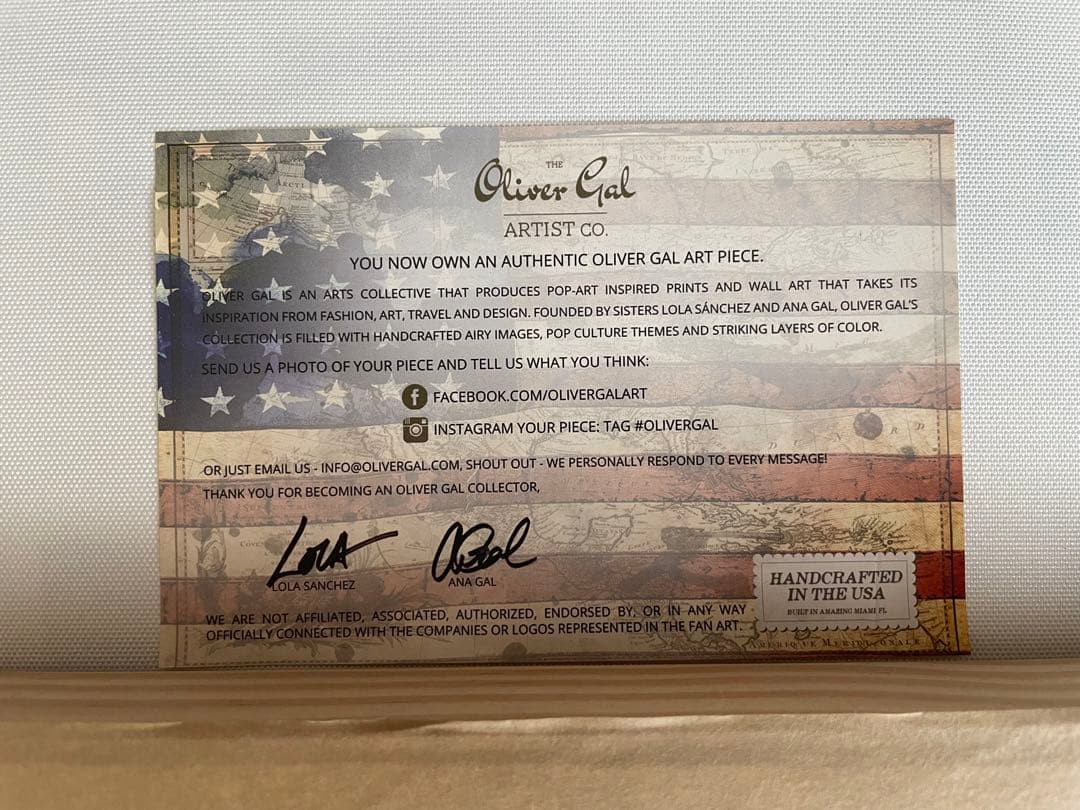 THE
Oliver Gal
ARTIST CO.
YOU NOW OWN AN AUTHENTIC OLIVER GAL ART PIECE.
OLIVER GAL IS AN ARTS COLLECTIVE THAT PRODUCES POP-ART INSPIRED PRINTS AND WALL ART THAT TAKES ITS
INSPIRATION FROM FASHION, ART, TRAVEL AND DESIGN. FOUNDED BY SISTERS LOLA SÁNCHEZ AND ANA GAL, OLIVER GAL'S
COLLECTION IS FILLED WITH HANDCRAFTED AIRY IMAGES, POP CULTURE THEMES AND STRIKING LAYERS OF COLOR.
SEND US A PHOTO OF YOUR PIECE AND TELL US WHAT YOU THINK:
FACEBOOK.COM/OLIVERGALART
INSTAGRAM YOUR PIECE: TAG #OLIVERGAL
OR JUST EMAIL US - INFO@OLIVERGAL.COM, SHOUT OUT - WE PERSONALLY RESPOND TO EVERY MESSAGE!
THANK YOU FOR BECOMING AN OLIVER GAL COLLECTOR,
LOLA
LOLA SANCHEZ
ANA GAL
HANDCRAFTED
IN THE USA
BUILT IN AMAZING MIAMI FL
WE ARE NOT AFFILIATED, ASSOCIATED, AUTHORIZED, ENDORSED BY, OR IN ANY WAY
OFFICIALLY CONNECTED WITH THE COMPANIES OR LOGOS REPRESENTED IN THE FAN ART.
AMERIQUE MERIDIONALE